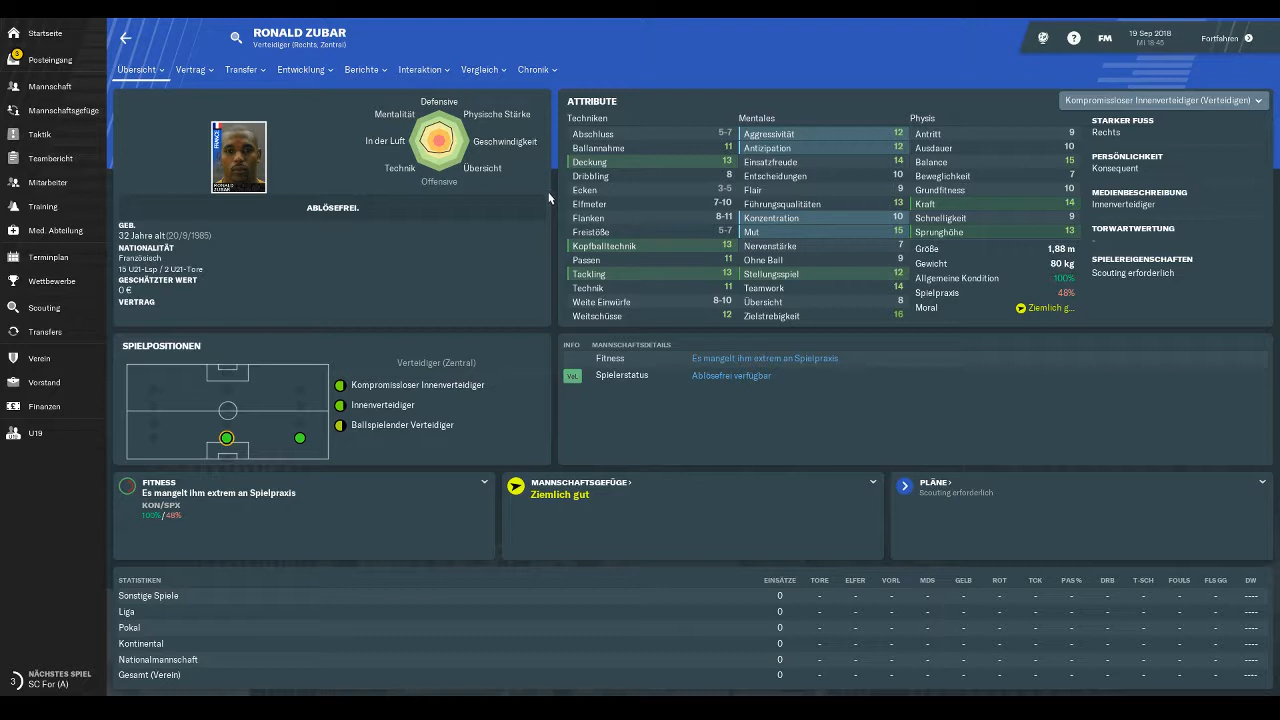 RONALD ZUBAR
Verteidiger (Rechts, Zentral)
19 Sep 2018
MI 18:45
FM
Fortfahren
Startseite
3
Posteingang
Mannschaft
Mannschaftsgefüge
Taktik
Teambericht
Mitarbeiter
Training
Med. Abteilung
Terminplan
Wettbewerbe
Scouting
Transfers
Verein
Vorstand
Finanzen
U19
NÄCHSTES SPIEL
3 SC For (A)
Übersicht Vertrag Transfer Entwicklung Berichte Interaktion Vergleich Chronik
FRANCE
RONALD ZUBAR
Defensive
Mentalität Physische Stärke
In der Luft Geschwindigkeit
Technik Übersicht
Offensive
ABLÖSEFREI.
GEB.
32 Jahre alt (20/9/1985)
NATIONALITÄT
Französisch
15 U21-Lsp / 2 U21-Tore
GESCHÄTZTER WERT
0 €
VERTRAG
ATTRIBUTE
Kompromissloser Innenverteidiger (Verteidigen)
Techniken
Abschluss 5-7
Ballannahme 11
Deckung 13
Dribbling 8
Ecken 3-5
Elfmeter 7-10
Flanken 8-11
Freistöße 5-7
Kopfballtechnik 13
Passen 11
Tackling 13
Technik 11
Weite Einwürfe 8-10
Weitschüsse 12
Mentales
Aggressivität 12
Antizipation 12
Einsatzfreude 14
Entscheidungen 10
Flair 9
Führungsqualitäten 13
Konzentration 10
Mut 15
Nervenstärke 7
Ohne Ball 9
Stellungsspiel 12
Teamwork 14
Übersicht 8
Zielstrebigkeit 16
Physis
Antritt 9
Ausdauer 10
Balance 15
Beweglichkeit 7
Grundfitness 10
Kraft 14
Schnelligkeit 9
Sprunghöhe 13
Größe 1,88 m
Gewicht 80 kg
Allgemeine Kondition 100%
Spielpraxis 48%
Moral Ziemlich g...
STARKER FUSS
Rechts
PERSÖNLICHKEIT
Konsequent
MEDIENBESCHREIBUNG
Innenverteidiger
TORWARTWERTUNG
-
SPIELEREIGENSCHAFTEN
Scouting erforderlich
SPIELPOSITIONEN
Verteidiger (Zentral)
Kompromissloser Innenverteidiger
Innenverteidiger
Ballspielender Verteidiger
INFO MANNSCHAFTSDETAILS
Fitness Es mangelt ihm extrem an Spielpraxis
Vel. Spielerstatus Ablösefrei verfügbar
FITNESS
Es mangelt ihm extrem an Spielpraxis
KON/SPX
100%/48%
MANNSCHAFTSGEFÜGE
Ziemlich gut
PLÄNE
Scouting erforderlich
STATISTIKEN EINSÄTZE TORE ELFER VORL MDS GELB ROT TCK PAS % DRB T-SCH FOULS FLS GG DW
Sonstige Spiele 0 - - - - - - - - - - - - ----
Liga 0 - - - - - - - - - - - - ----
Pokal 0 - - - - - - - - - - - - ----
Kontinental 0 - - - - - - - - - - - - ----
Nationalmannschaft 0 - - - - - - - - - - - - ----
Gesamt (Verein) 0 - - - - - - - - - - - - ----